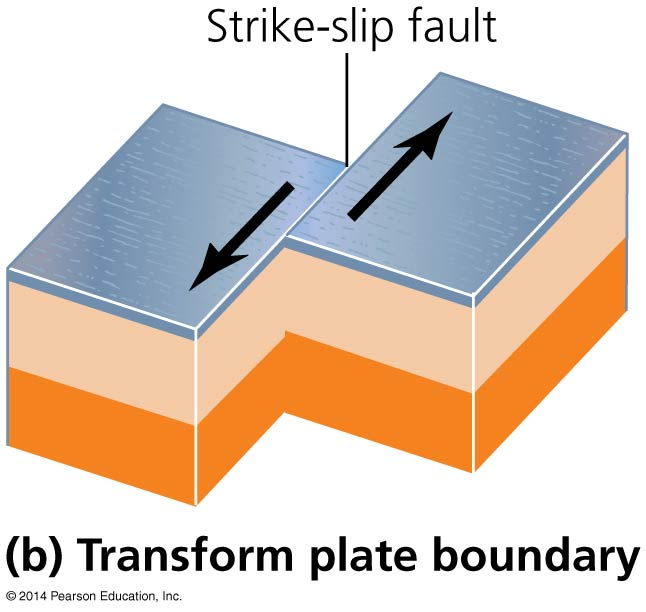 Strike-slip fault
(b) Transform plate boundary
© 2014 Pearson Education, Inc.